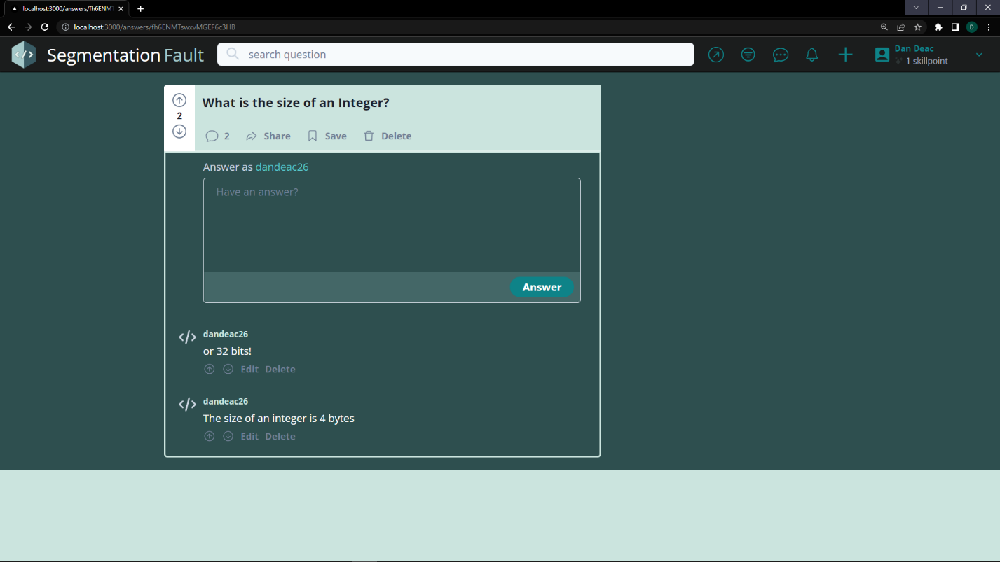 localhost:3000/answers/fh6ENMT
localhost:3000/answers/fh6ENMTswxvMGEF6c3HB
D
</> Segmentation Fault
search question
Dan Deac
1 skillpoint
What is the size of an Integer?
2
2 Share Save Delete
Answer as dandeac26
Have an answer?
Answer
</> dandeac26
or 32 bits!
Edit Delete
</> dandeac26
The size of an integer is 4 bytes
Edit Delete